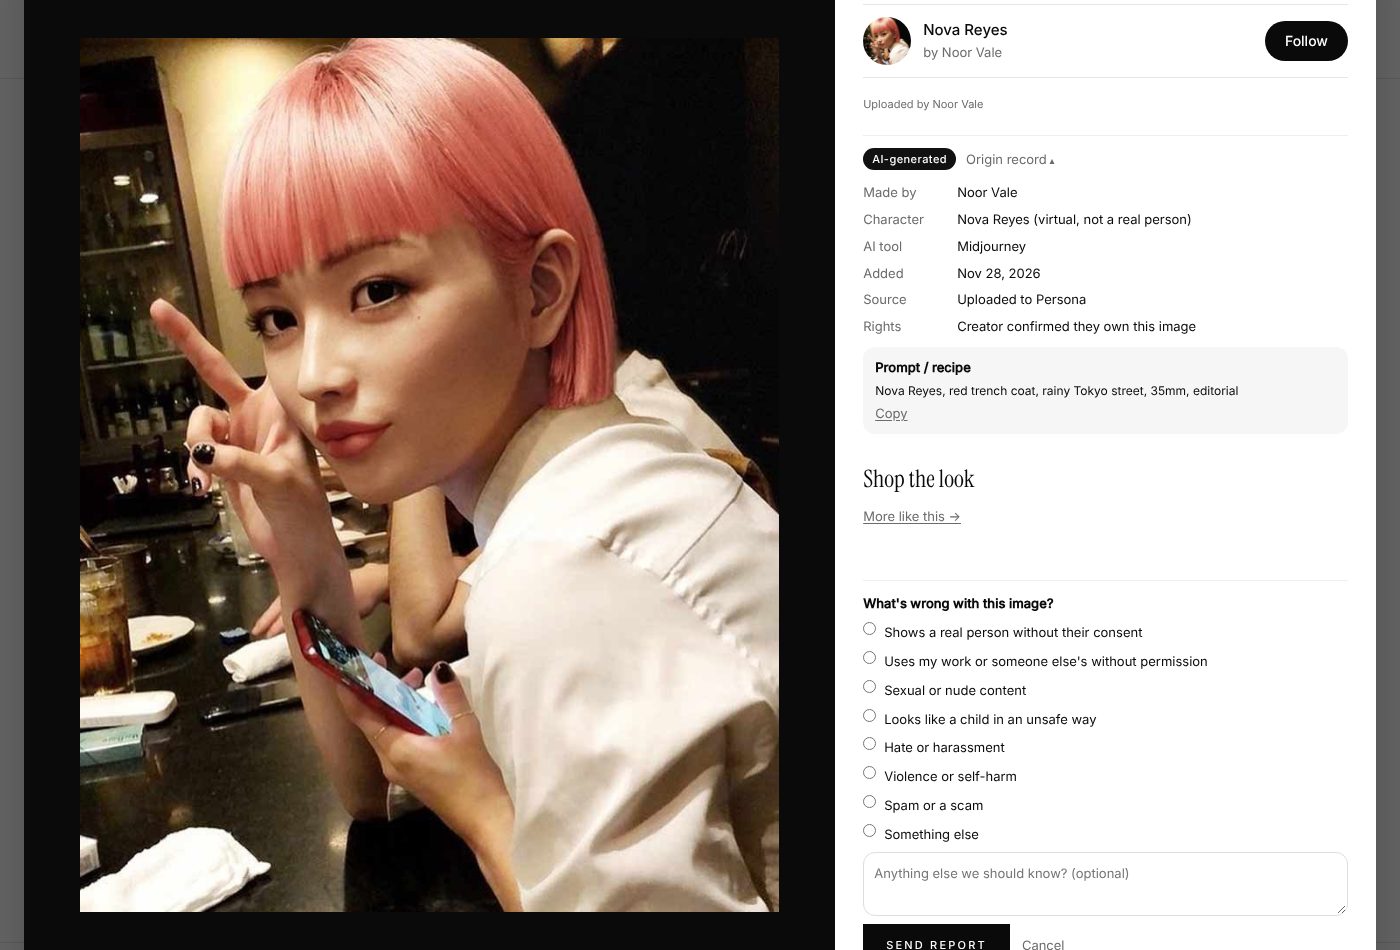 Nova Reyes
by Noor Vale
Follow
Uploaded by Noor Vale
AI-generated
Origin record ▴
Made by Noor Vale
Character Nova Reyes (virtual, not a real person)
AI tool Midjourney
Added Nov 28, 2026
Source Uploaded to Persona
Rights Creator confirmed they own this image
Prompt / recipe
Nova Reyes, red trench coat, rainy Tokyo street, 35mm, editorial
Copy
Shop the look
More like this →
What's wrong with this image?
Shows a real person without their consent
Uses my work or someone else's without permission
Sexual or nude content
Looks like a child in an unsafe way
Hate or harassment
Violence or self-harm
Spam or a scam
Something else
Anything else we should know? (optional)
SEND REPORT
Cancel